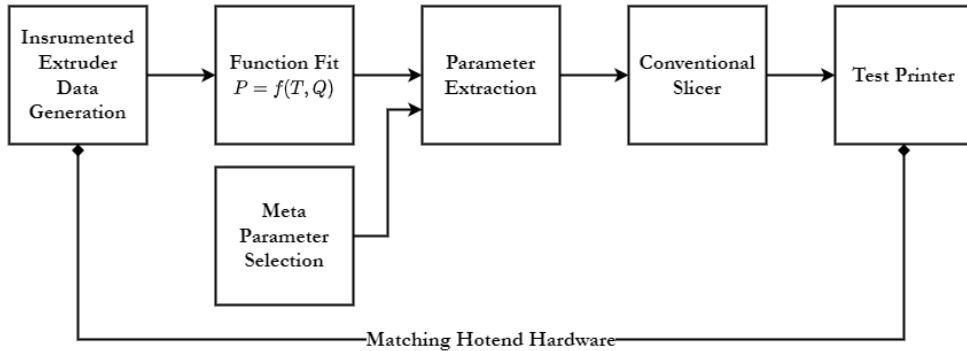 Insrumented
Extruder
Data
Generation
Function Fit
P = f(T, Q)
Parameter
Extraction
Conventional
Slicer
Test Printer
Meta
Parameter
Selection
Matching Hotend Hardware